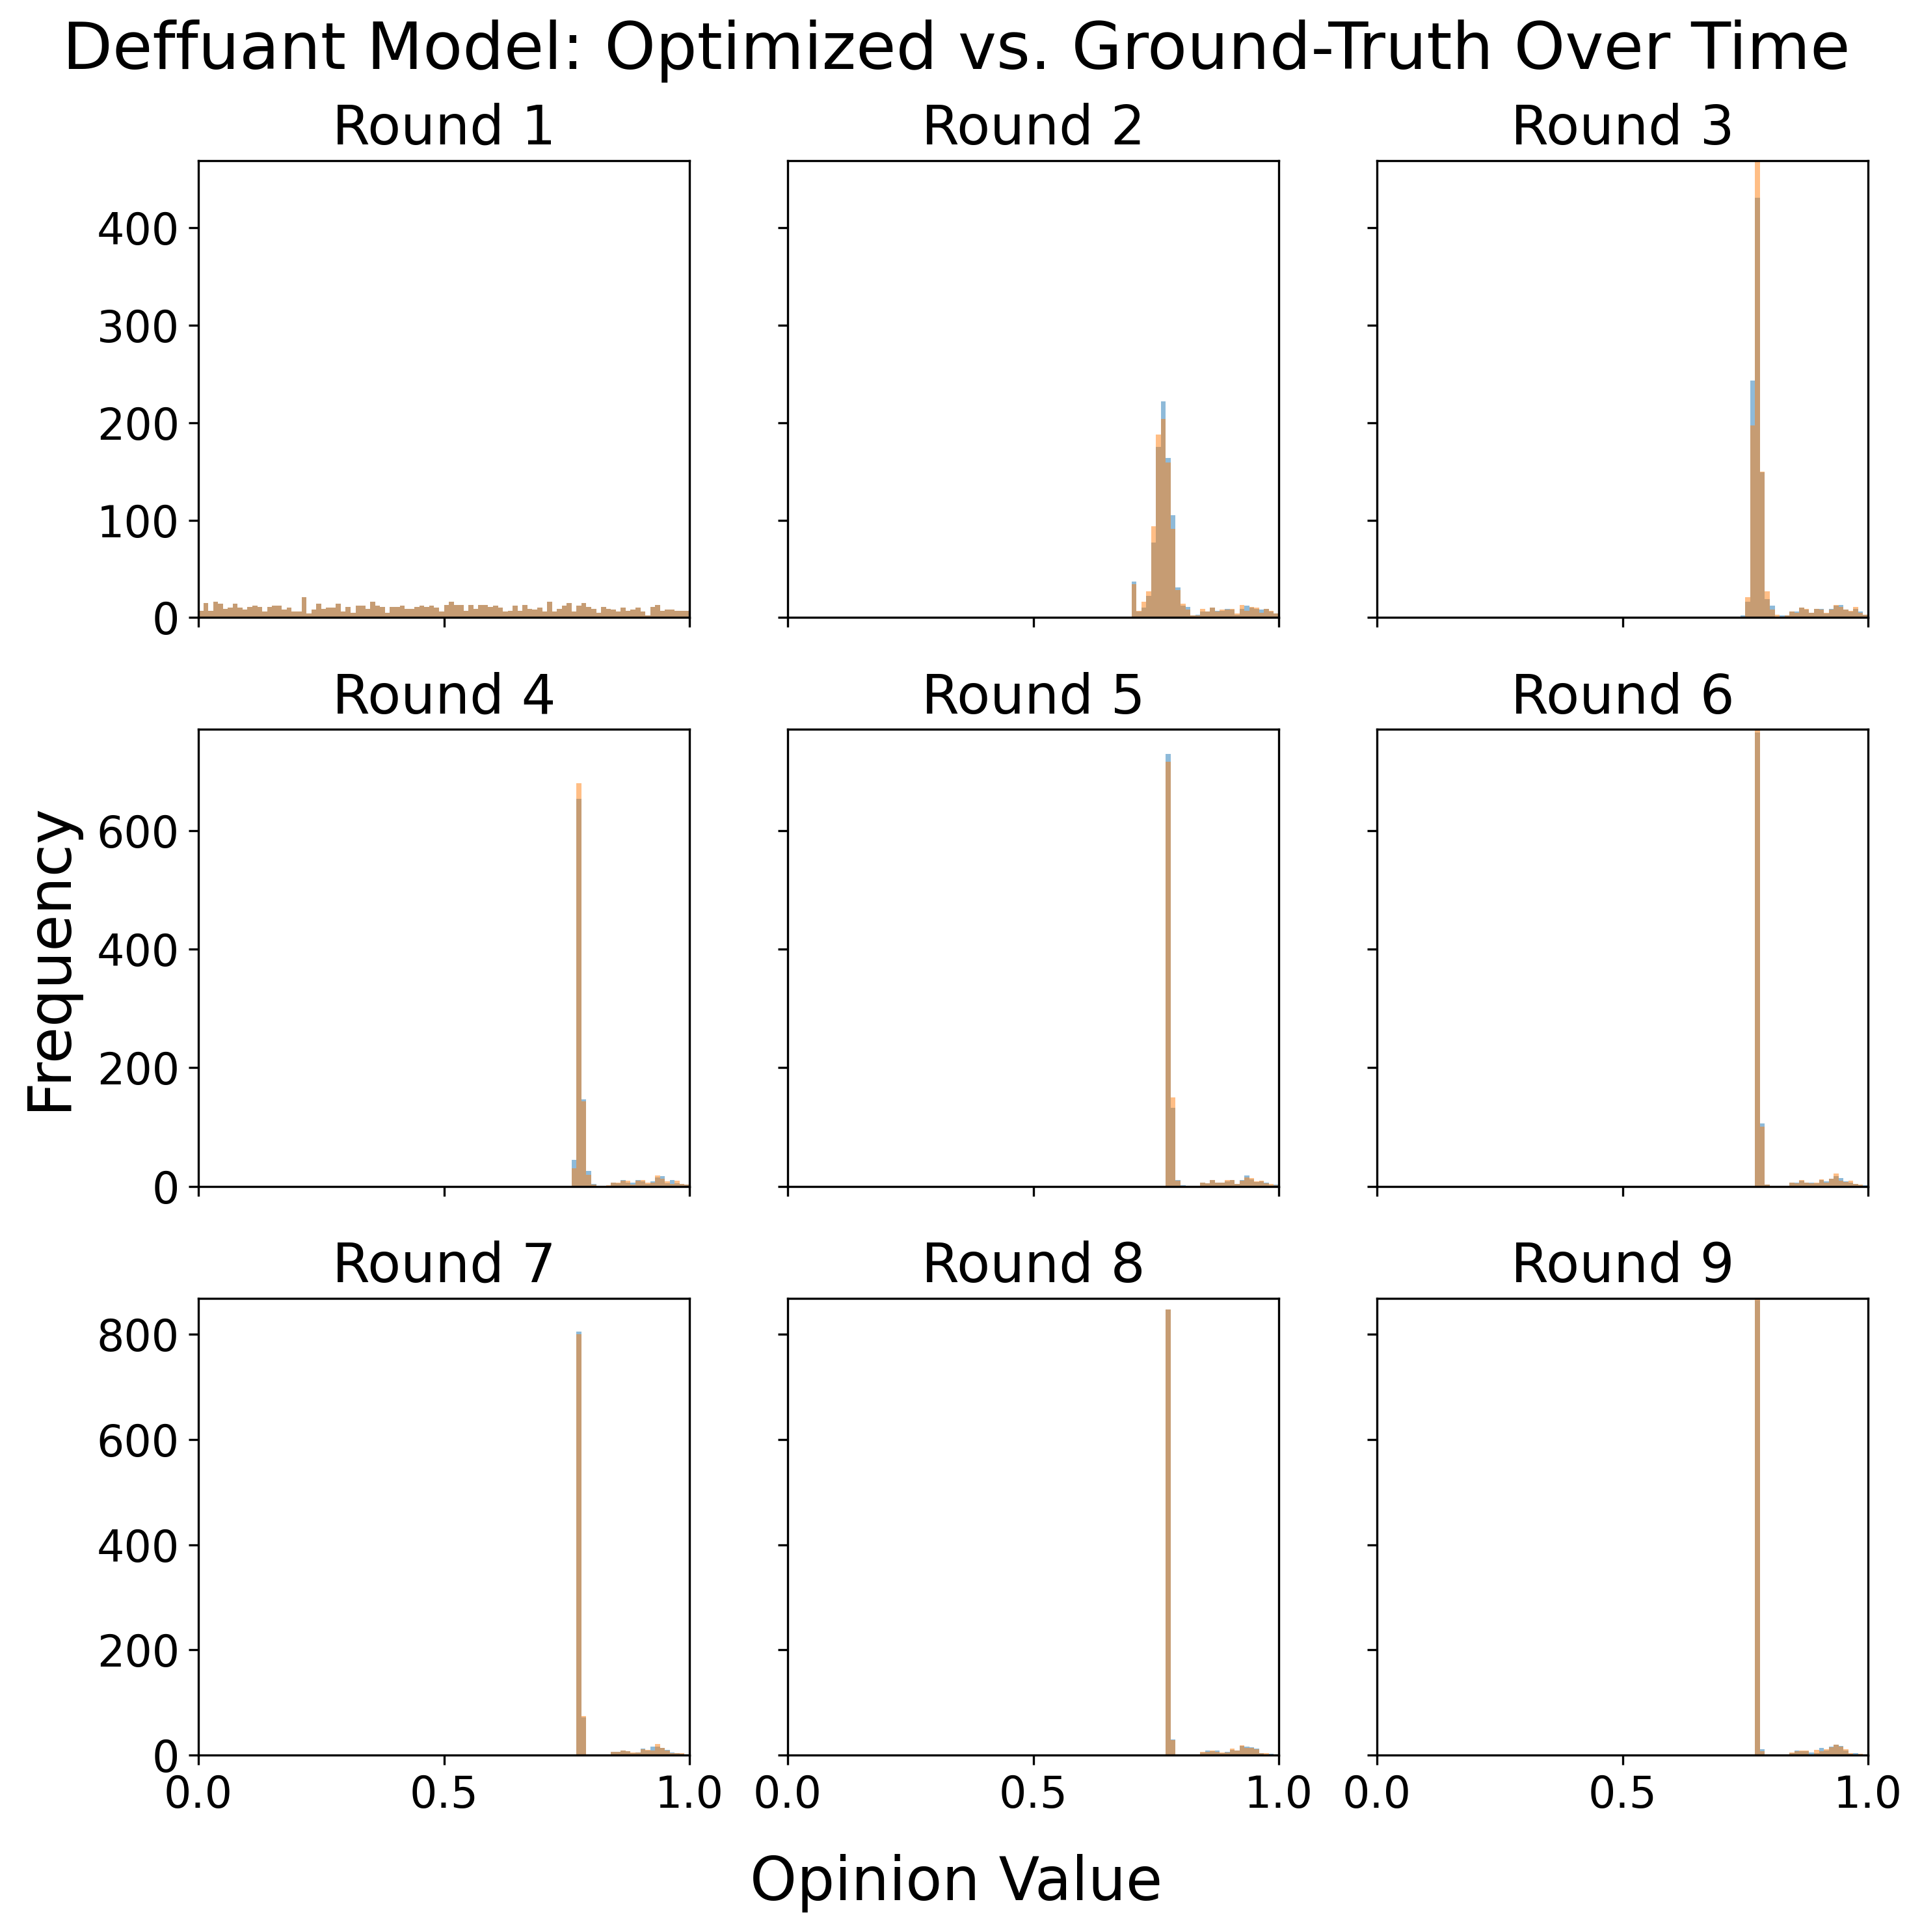 Deffuant Model: Optimized vs. Ground-Truth Over Time
Round 1 Round 2 Round 3
400
300
200
100
0
Round 4 Round 5 Round 6
600
400
200
0
Frequency
Round 7 Round 8 Round 9
800
600
400
200
0
0.0 0.5 1.0 0.0 0.5 1.0 0.0 0.5 1.0
Opinion Value